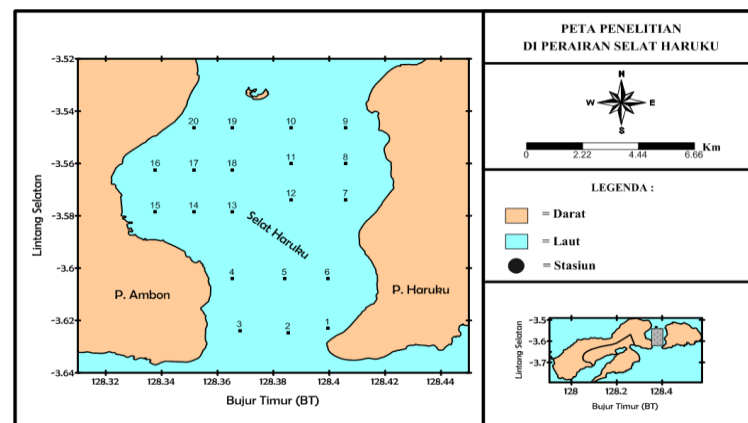 PETA PENELITIAN
DI PERAIRAN SELAT HARUKU
-3.52
-3.54
-3.56
-3.58
-3.6
-3.62
-3.64
Lintang Selatan
20 19 10 9
16 17 18 11 8
12 7
15 14 13
Selat Haruku
4 5 6
P. Ambon
P. Haruku
3 2 1
128.32 128.34 128.36 128.38 128.4 128.42 128.44
Bujur Timur (BT)
N
W E
S
Km
0 2.22 4.44 6.66
LEGENDA :
= Darat
= Laut
= Stasiun
-3.5
-3.6
-3.7
Lintang Selatan
128 128.2 128.4
Bujur Timur (BT)